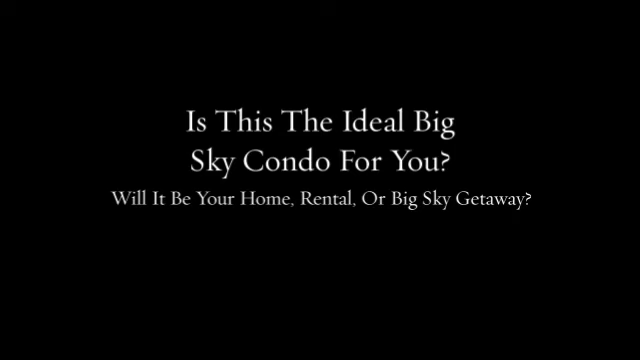 Is This The Ideal Big
Sky Condo For You?
Will It Be Your Home, Rental, Or Big Sky Getaway?